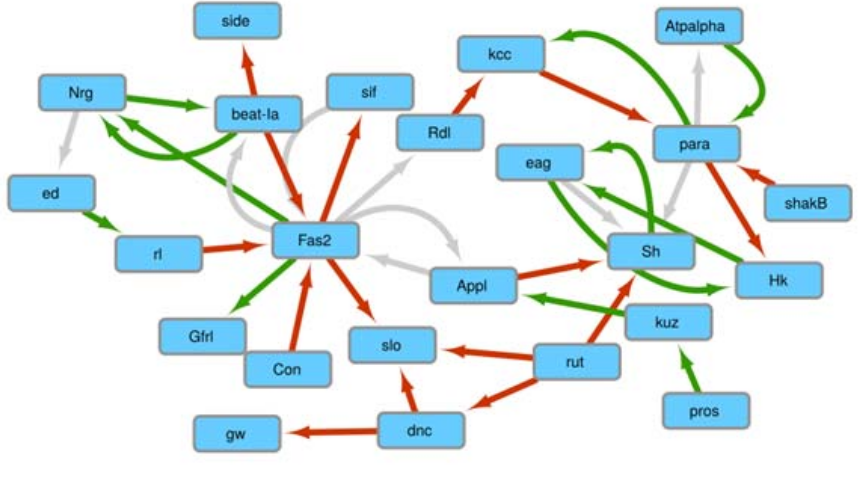 side
Atpalpha
kcc
Nrg
sif
beat-Ia
Rdl
para
eag
ed
shakB
Fas2
rl
Sh
Hk
Appl
kuz
Gfrl
slo
Con
rut
pros
gw
dnc